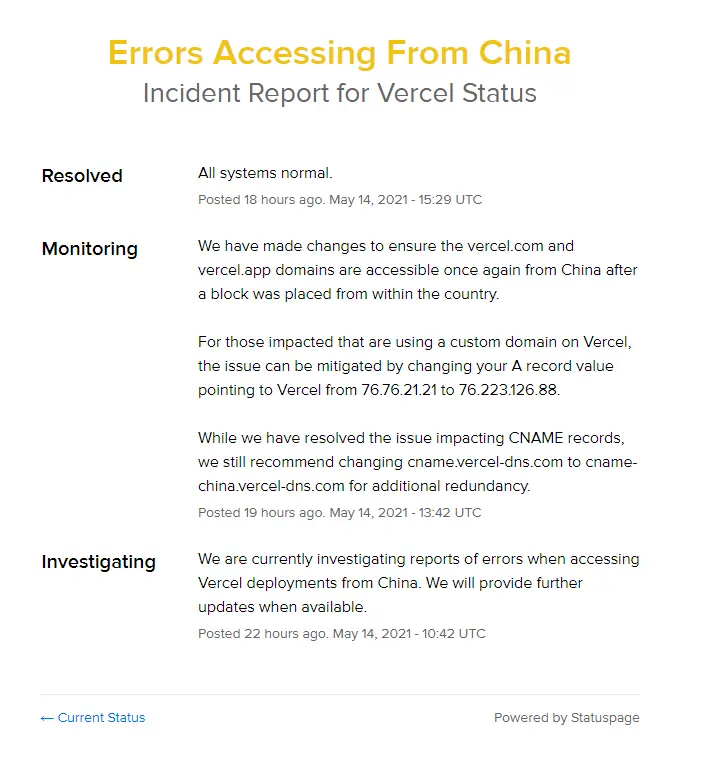 Errors Accessing From China
Incident Report for Vercel Status
Resolved
All systems normal.
Posted 18 hours ago. May 14, 2021 - 15:29 UTC
Monitoring
We have made changes to ensure the vercel.com and
vercel.app domains are accessible once again from China after
a block was placed from within the country.
For those impacted that are using a custom domain on Vercel,
the issue can be mitigated by changing your A record value
pointing to Vercel from 76.76.21.21 to 76.223.126.88.
While we have resolved the issue impacting CNAME records,
we still recommend changing cname.vercel-dns.com to cname-
china.vercel-dns.com for additional redundancy.
Posted 19 hours ago. May 14, 2021 - 13:42 UTC
Investigating
We are currently investigating reports of errors when accessing
Vercel deployments from China. We will provide further
updates when available.
Posted 22 hours ago. May 14, 2021 - 10:42 UTC
← Current Status
Powered by Statuspage